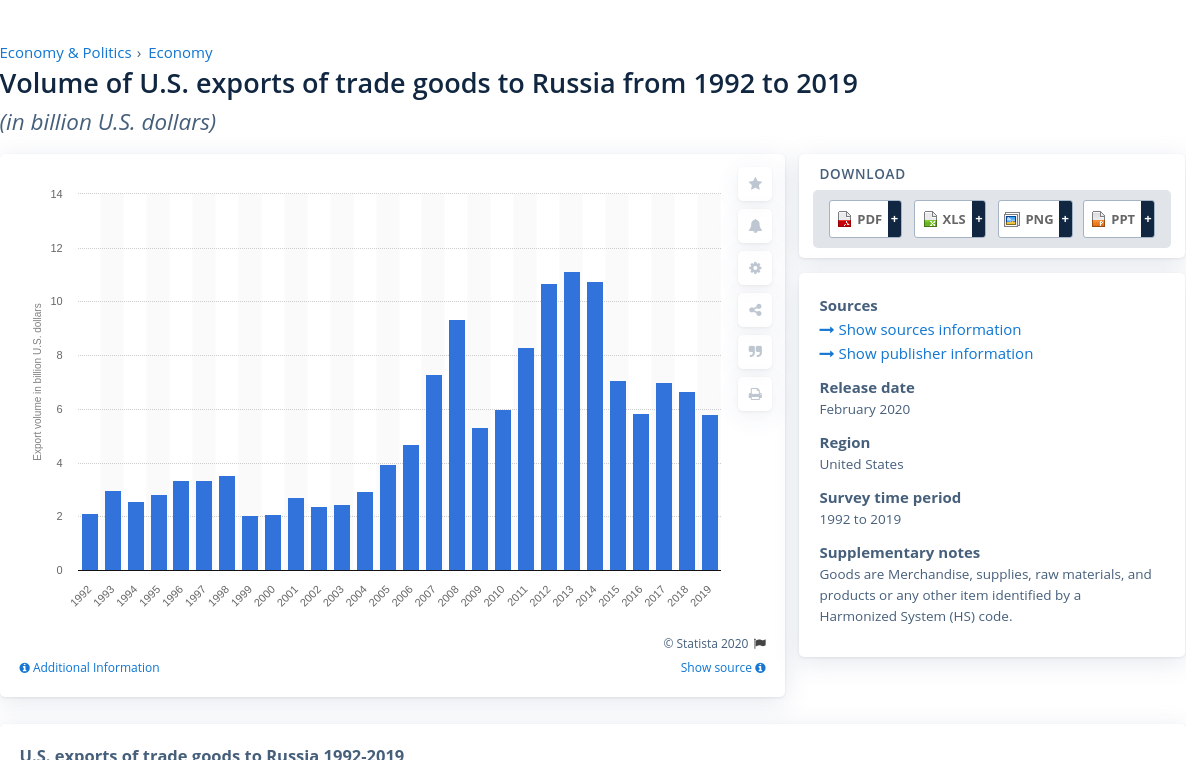 Economy & Politics › Economy
Volume of U.S. exports of trade goods to Russia from 1992 to 2019
(in billion U.S. dollars)
Export volume in billion U.S. dollars
14
12
10
8
6
4
2
0
1992 1993 1994 1995 1996 1997 1998 1999 2000 2001 2002 2003 2004 2005 2006 2007 2008 2009 2010 2011 2012 2013 2014 2015 2016 2017 2018 2019
© Statista 2020
Additional Information
Show source
DOWNLOAD
PDF + XLS + PNG + PPT +
Sources
Show sources information
Show publisher information
Release date
February 2020
Region
United States
Survey time period
1992 to 2019
Supplementary notes
Goods are Merchandise, supplies, raw materials, and
products or any other item identified by a
Harmonized System (HS) code.
U.S. exports of trade goods to Russia 1992-2019